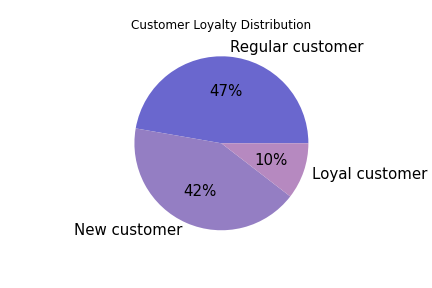 Customer Loyalty Distribution
Regular customer
47%
10%
Loyal customer
42%
New customer